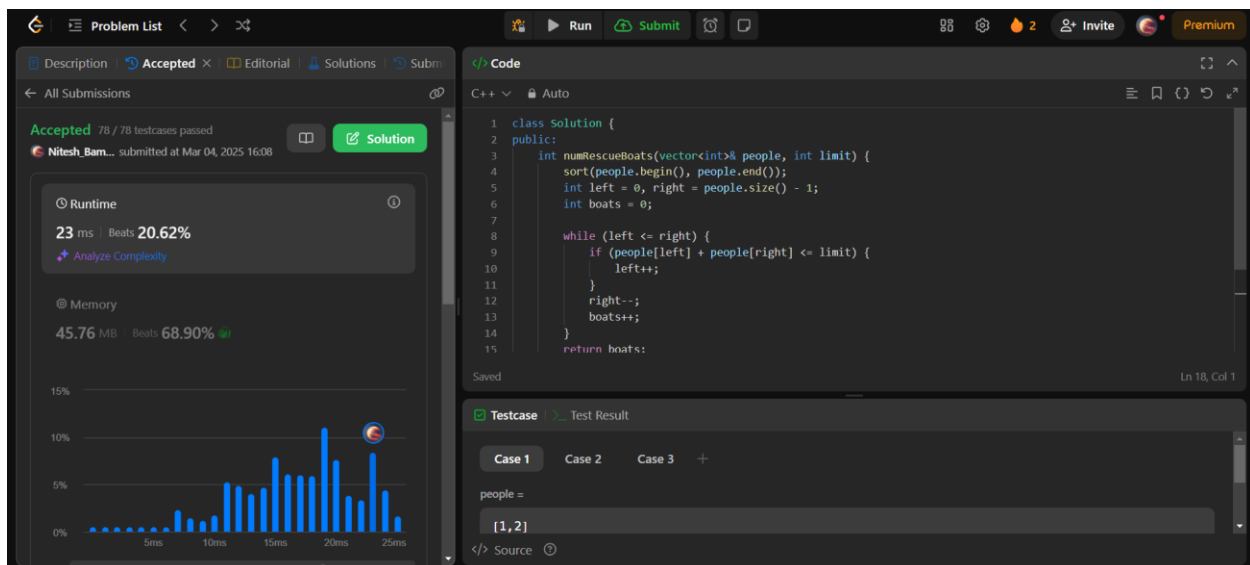 Problem List
Run
Submit
2
Invite
Premium
Description
Accepted
Editorial
Solutions
Subm
All Submissions
Accepted 78 / 78 testcases passed
Nitesh_Bam... submitted at Mar 04, 2025 16:08
Solution
Runtime
23 ms Beats 20.62%
Analyze Complexity
Memory
45.76 MB Beats 68.90%
15%
10%
5%
0%
5ms 10ms 15ms 20ms 25ms
</> Code
C++ Auto
1 class Solution {
2 public:
3 int numRescueBoats(vector<int>& people, int limit) {
4 sort(people.begin(), people.end());
5 int left = 0, right = people.size() - 1;
6 int boats = 0;
7
8 while (left <= right) {
9 if (people[left] + people[right] <= limit) {
10 left++;
11 }
12 right--;
13 boats++;
14 }
15 return boats;
Saved
Ln 18, Col 1
Testcase >_ Test Result
Case 1 Case 2 Case 3 +
people =
[1,2]
</> Source